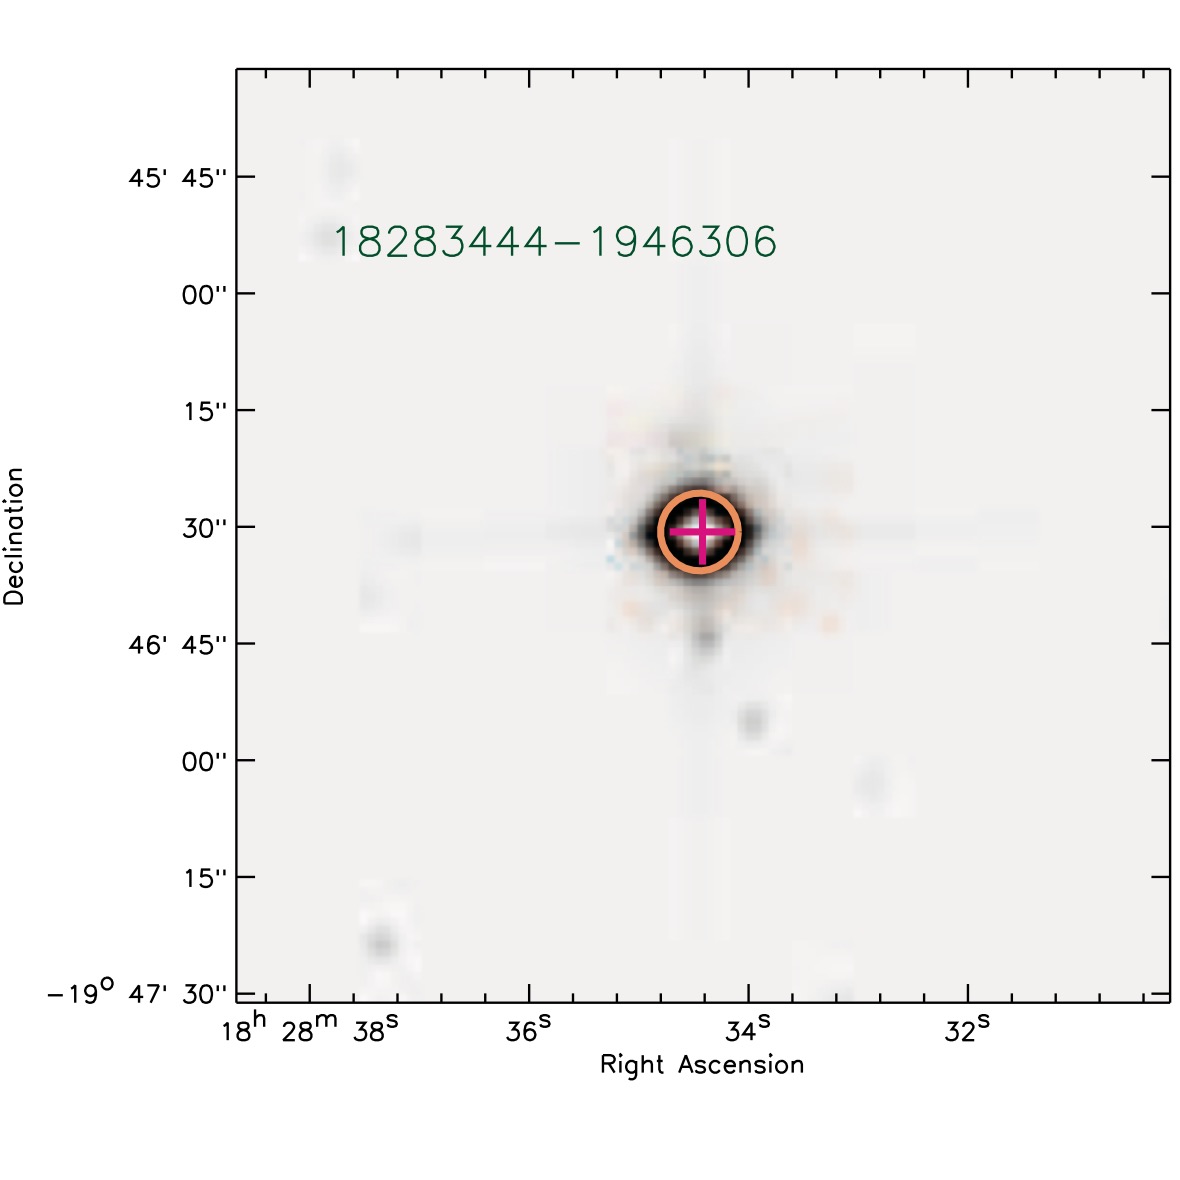 45' 45"
18283444-1946306
00"
15"
30"
46' 45"
00"
15"
-19° 47' 30"
18h 28m 38s 36s 34s 32s
Right Ascension
Declination